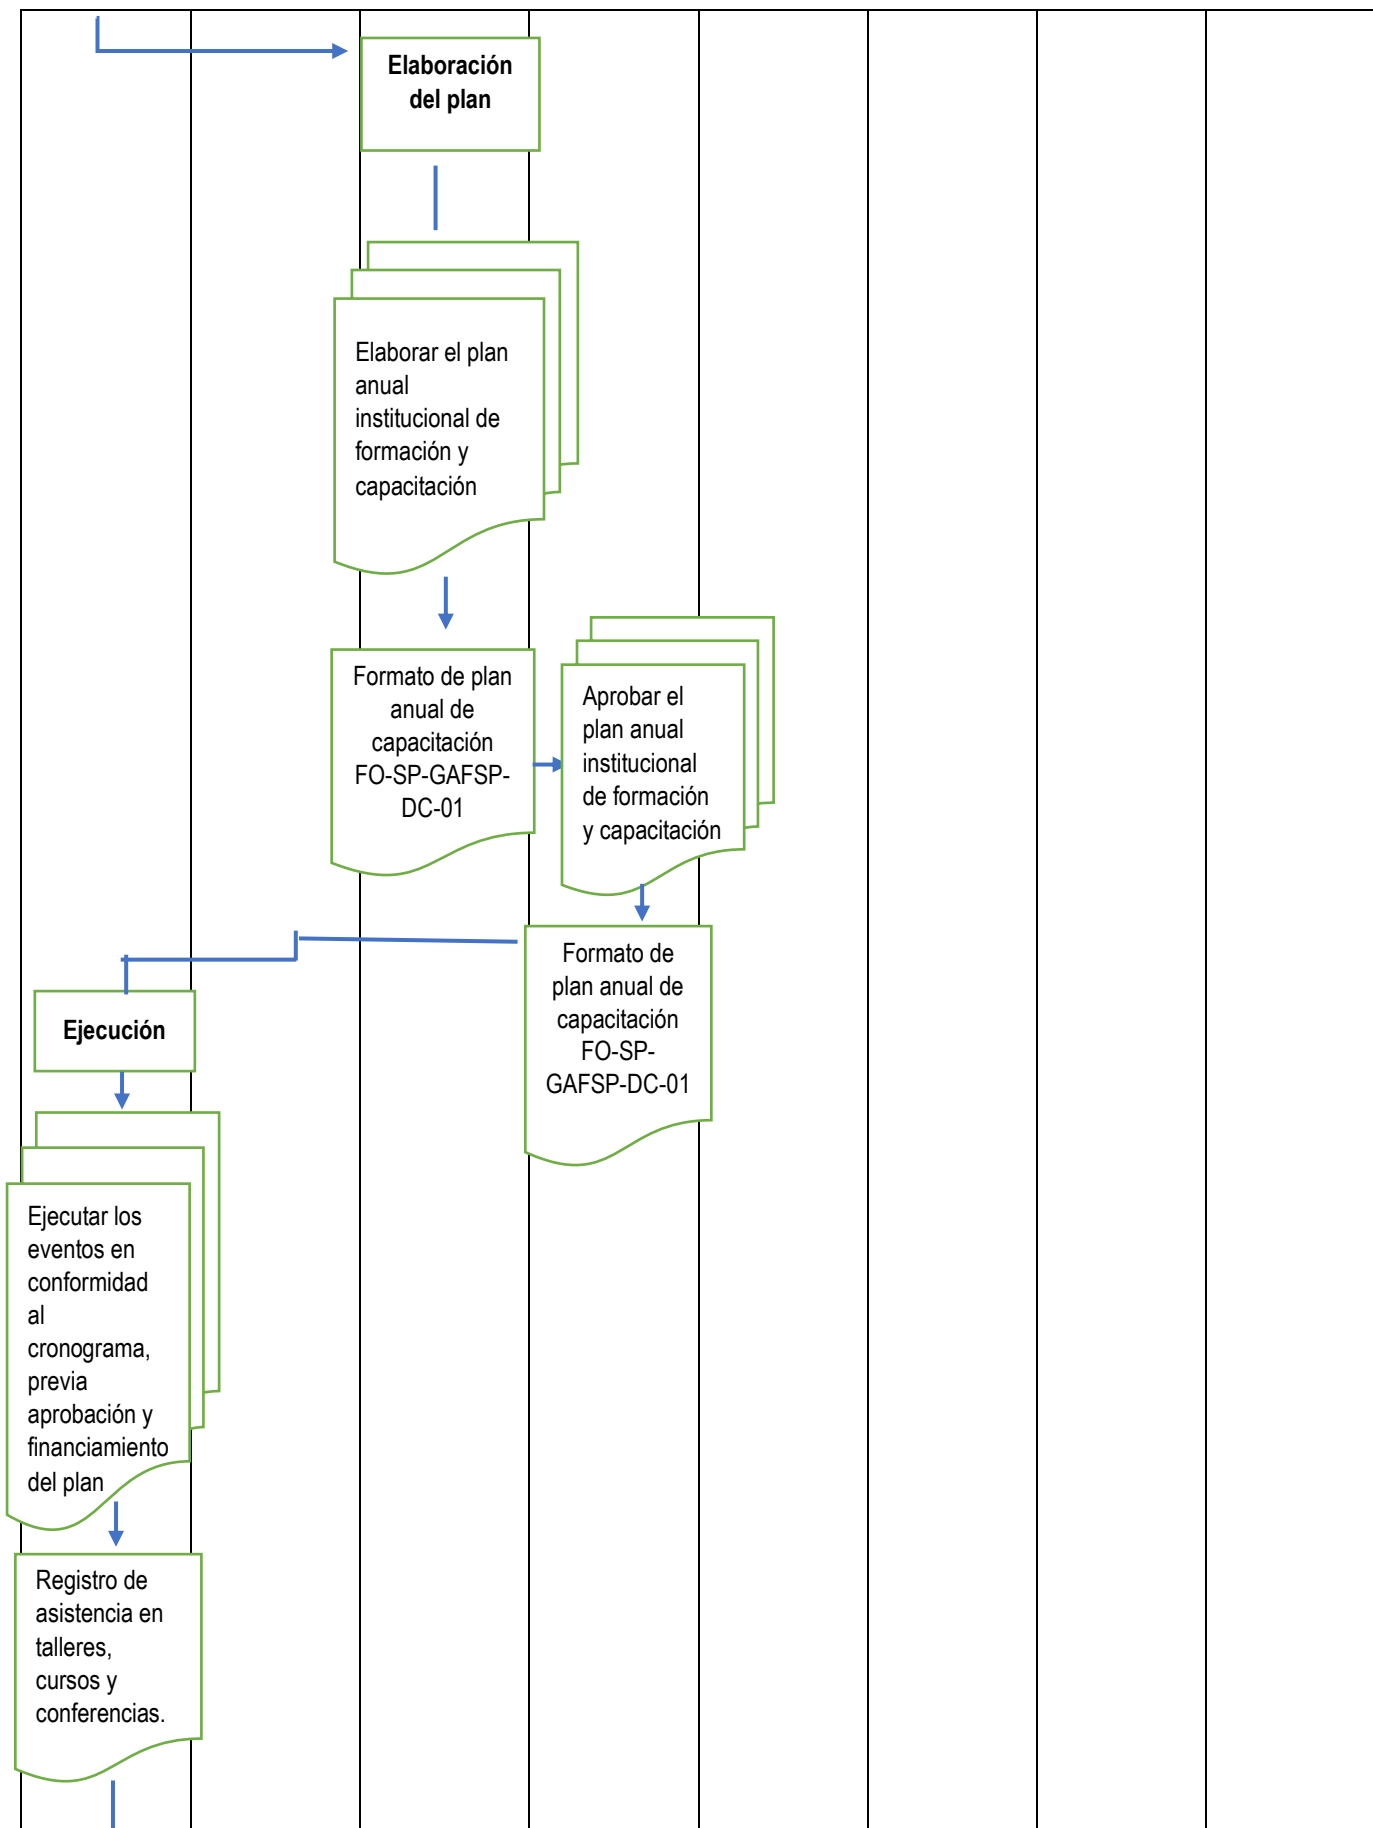 Elaboración
del plan
Elaborar el plan
anual
institucional de
formación y
capacitación
Formato de plan
anual de
capacitación
FO-SP-GAFSP-
DC-01
Aprobar el
plan anual
institucional
de formación
y capacitación
Formato de
plan anual de
capacitación
FO-SP-
GAFSP-DC-01
Ejecución
Ejecutar los
eventos en
conformidad
al
cronograma,
previa
aprobación y
financiamiento
del plan
Registro de
asistencia en
talleres,
cursos y
conferencias.